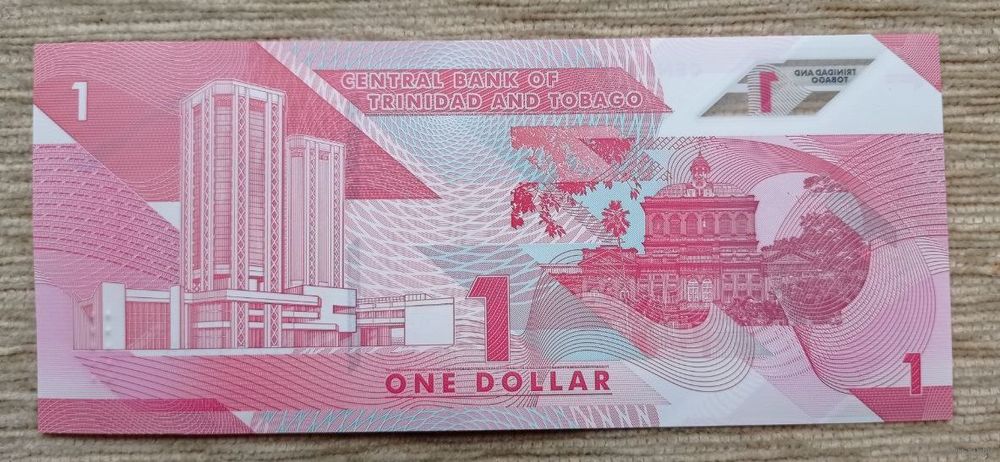 1
CENTRAL BANK OF
TRINIDAD AND TOBAGO
TRINIDAD AND
TOBAGO
1
1
ONE DOLLAR
1